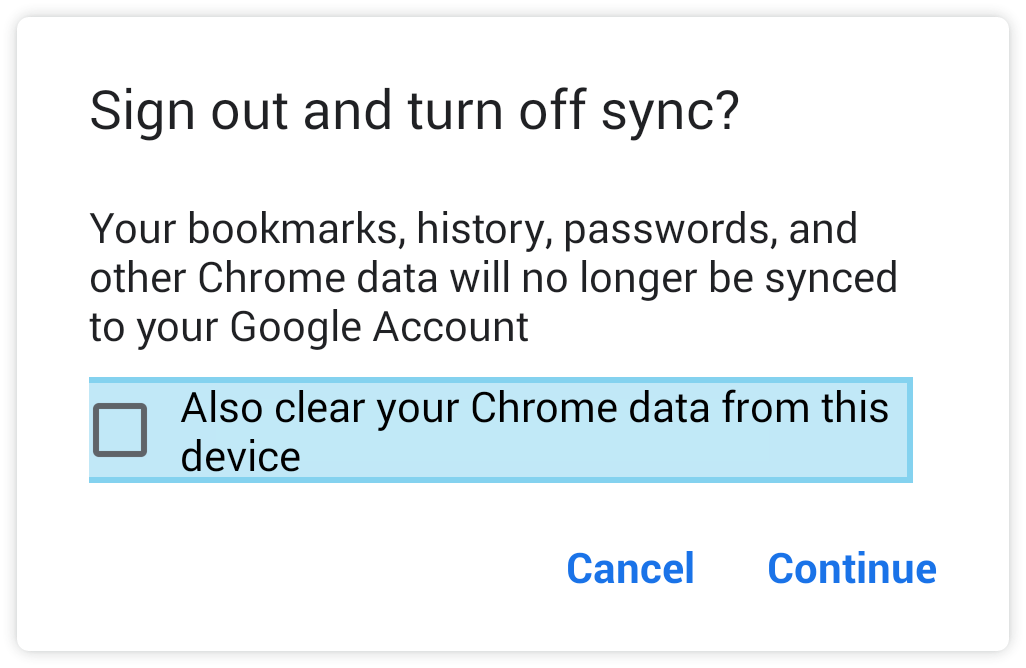 Sign out and turn off sync?
Your bookmarks, history, passwords, and
other Chrome data will no longer be synced
to your Google Account
Also clear your Chrome data from this
device
Cancel Continue